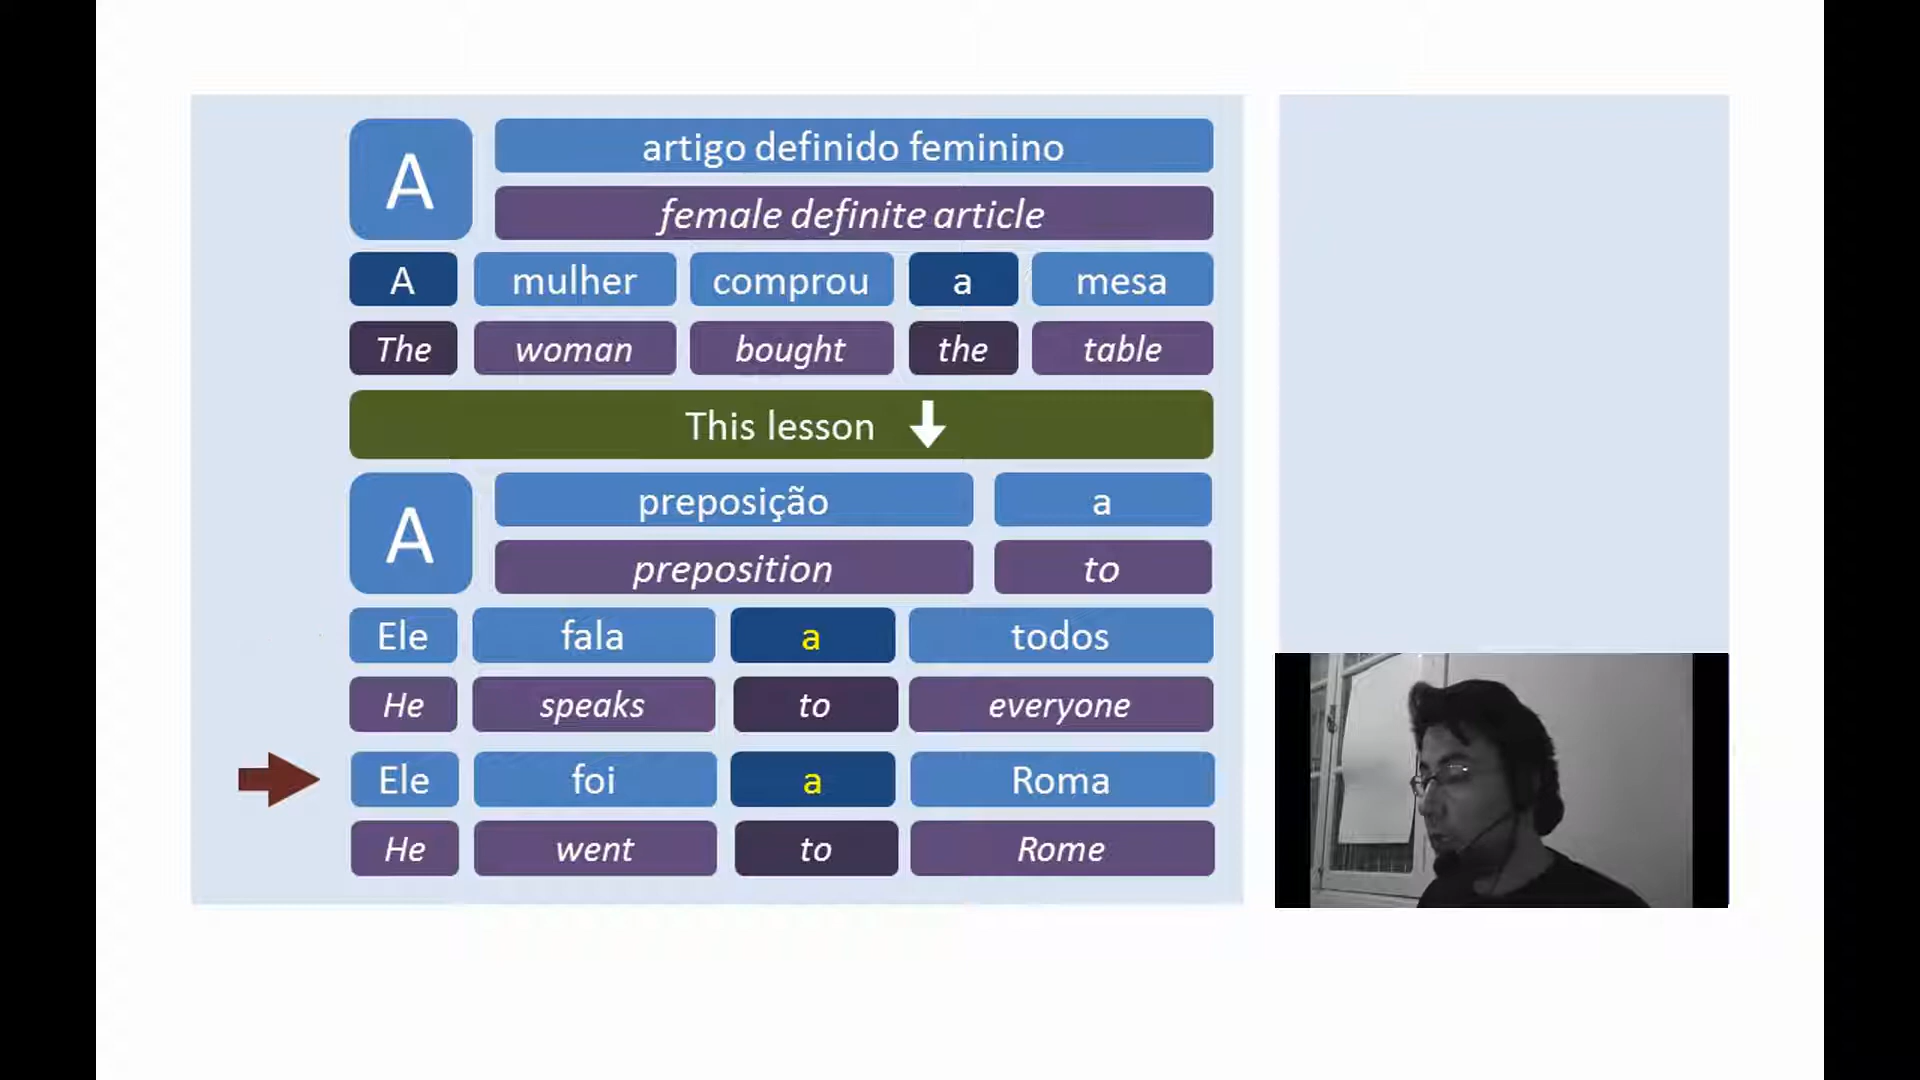 A
artigo definido feminino
female definite article
A mulher comprou a mesa
The woman bought the table
This lesson
A
preposição a
preposition to
Ele fala a todos
He speaks to everyone
Ele foi a Roma
He went to Rome